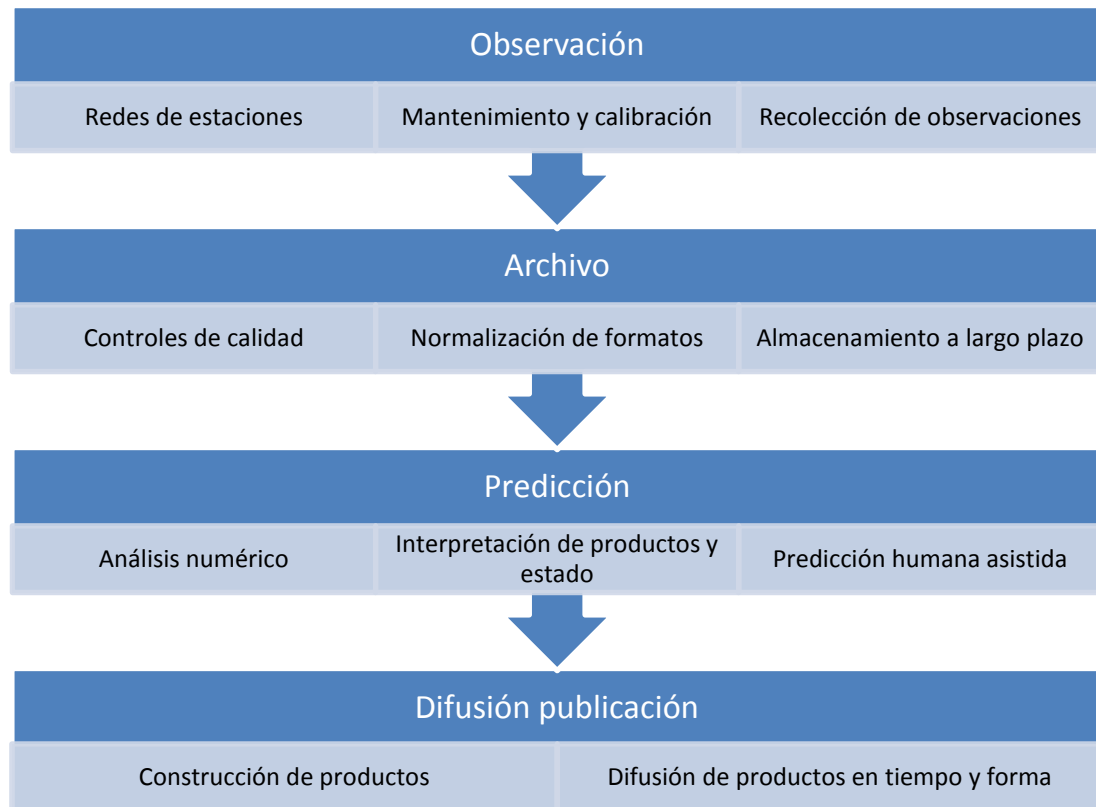 Observación
Redes de estaciones
Mantenimiento y calibración
Recolección de observaciones
Archivo
Controles de calidad
Normalización de formatos
Almacenamiento a largo plazo
Predicción
Análisis numérico
Interpretación de productos y
estado
Predicción humana asistida
Difusión publicación
Construcción de productos
Difusión de productos en tiempo y forma